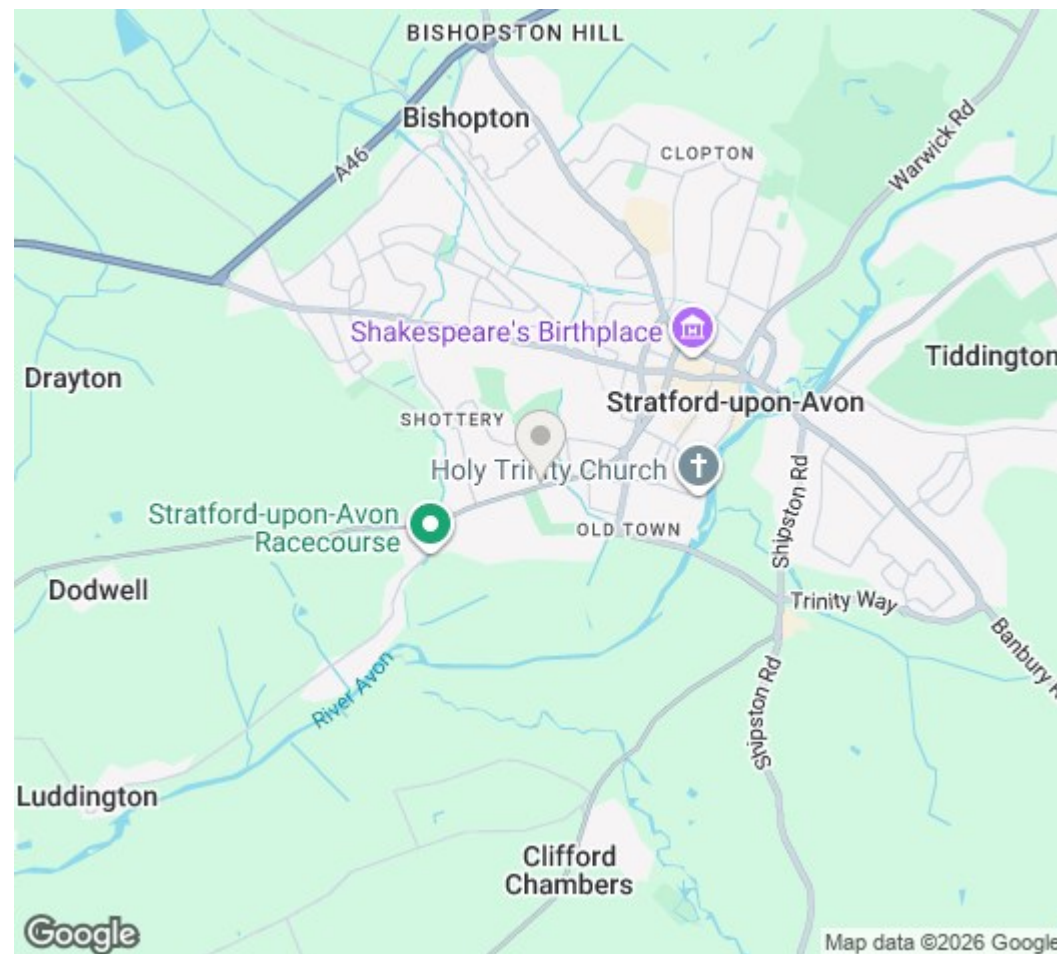 BISHOPSTON HILL
Bishopton
A46
CLOPTON
Warwick Rd
Shakespeare's Birthplace
Tiddington
Drayton
Stratford-upon-Avon
SHOTTERY
Holy Trinity Church
Stratford-upon-Avon
Racecourse
OLD TOWN
Shipston Rd
Dodwell
Trinity Way
Banbury R
River Avon
Shipston Rd
Luddington
Clifford
Chambers
Google
Map data ©2026 Google